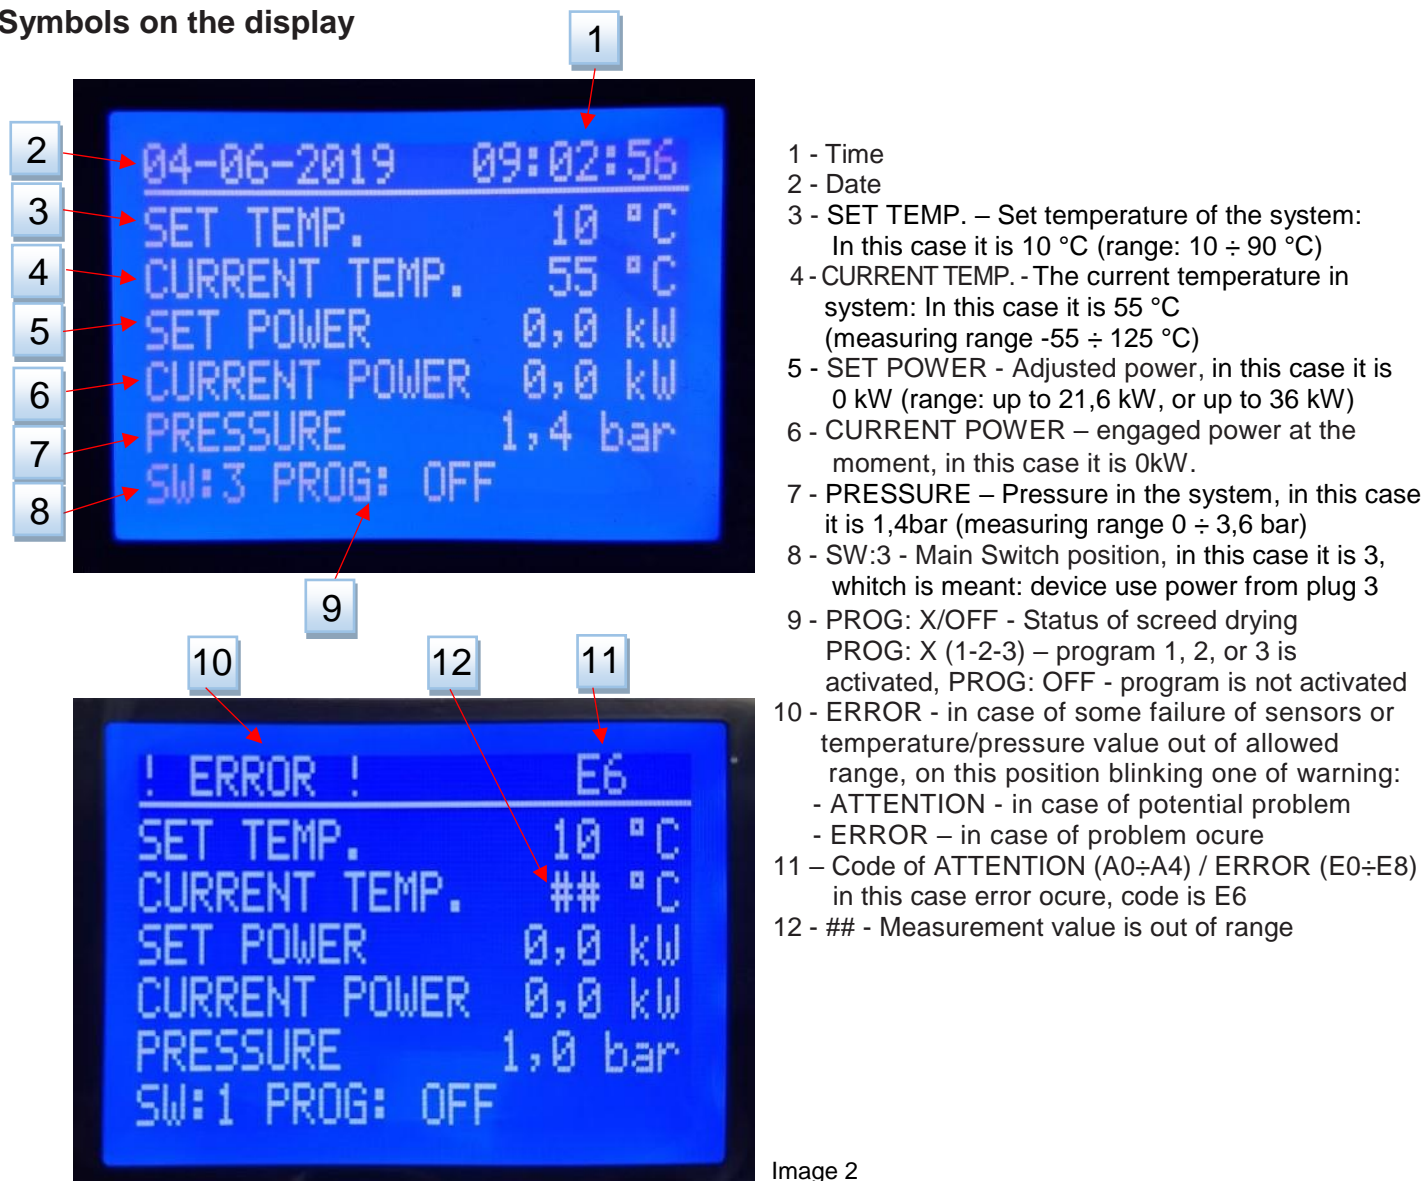 Symbols on the display
1
2
3
4
5
6
7
8
9
04-06-2019 09:02:56
SET TEMP. 10 °C
CURRENT TEMP. 55 °C
SET POWER 0,0 kW
CURRENT POWER 0,0 kW
PRESSURE 1,4 bar
SW:3 PROG: OFF
10
12
11
! ERROR ! E6
SET TEMP. 10 °C
CURRENT TEMP. ## °C
SET POWER 0,0 kW
CURRENT POWER 0,0 kW
PRESSURE 1,0 bar
SW:1 PROG: OFF
1 - Time
2 - Date
3 - SET TEMP. – Set temperature of the system:
In this case it is 10 °C (range: 10 ÷ 90 °C)
4 - CURRENT TEMP. - The current temperature in
system: In this case it is 55 °C
(measuring range -55 ÷ 125 °C)
5 - SET POWER - Adjusted power, in this case it is
0 kW (range: up to 21,6 kW, or up to 36 kW)
6 - CURRENT POWER – engaged power at the
moment, in this case it is 0kW.
7 - PRESSURE – Pressure in the system, in this case
it is 1,4bar (measuring range 0 ÷ 3,6 bar)
8 - SW:3 - Main Switch position, in this case it is 3,
whitch is meant: device use power from plug 3
9 - PROG: X/OFF - Status of screed drying
PROG: X (1-2-3) – program 1, 2, or 3 is
activated, PROG: OFF - program is not activated
10 - ERROR - in case of some failure of sensors or
temperature/pressure value out of allowed
range, on this position blinking one of warning:
- ATTENTION - in case of potential problem
- ERROR – in case of problem ocure
11 – Code of ATTENTION (A0÷A4) / ERROR (E0÷E8)
in this case error ocure, code is E6
12 - ## - Measurement value is out of range
Image 2